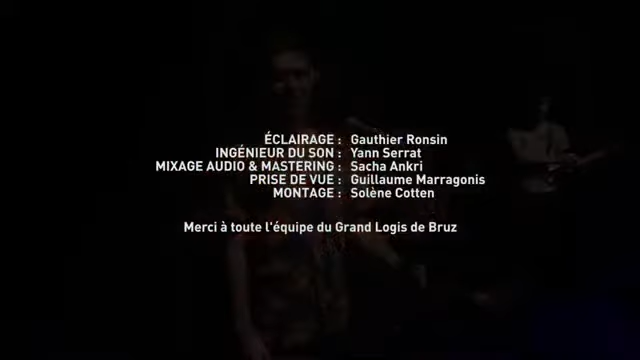 ÉCLAIRAGE : Gauthier Ronsin
INGÉNIEUR DU SON : Yann Serrat
MIXAGE AUDIO & MASTERING : Sacha Ankri
PRISE DE VUE : Guillaume Marragonis
MONTAGE : Solène Cotten
Merci à toute l'équipe du Grand Logis de Bruz